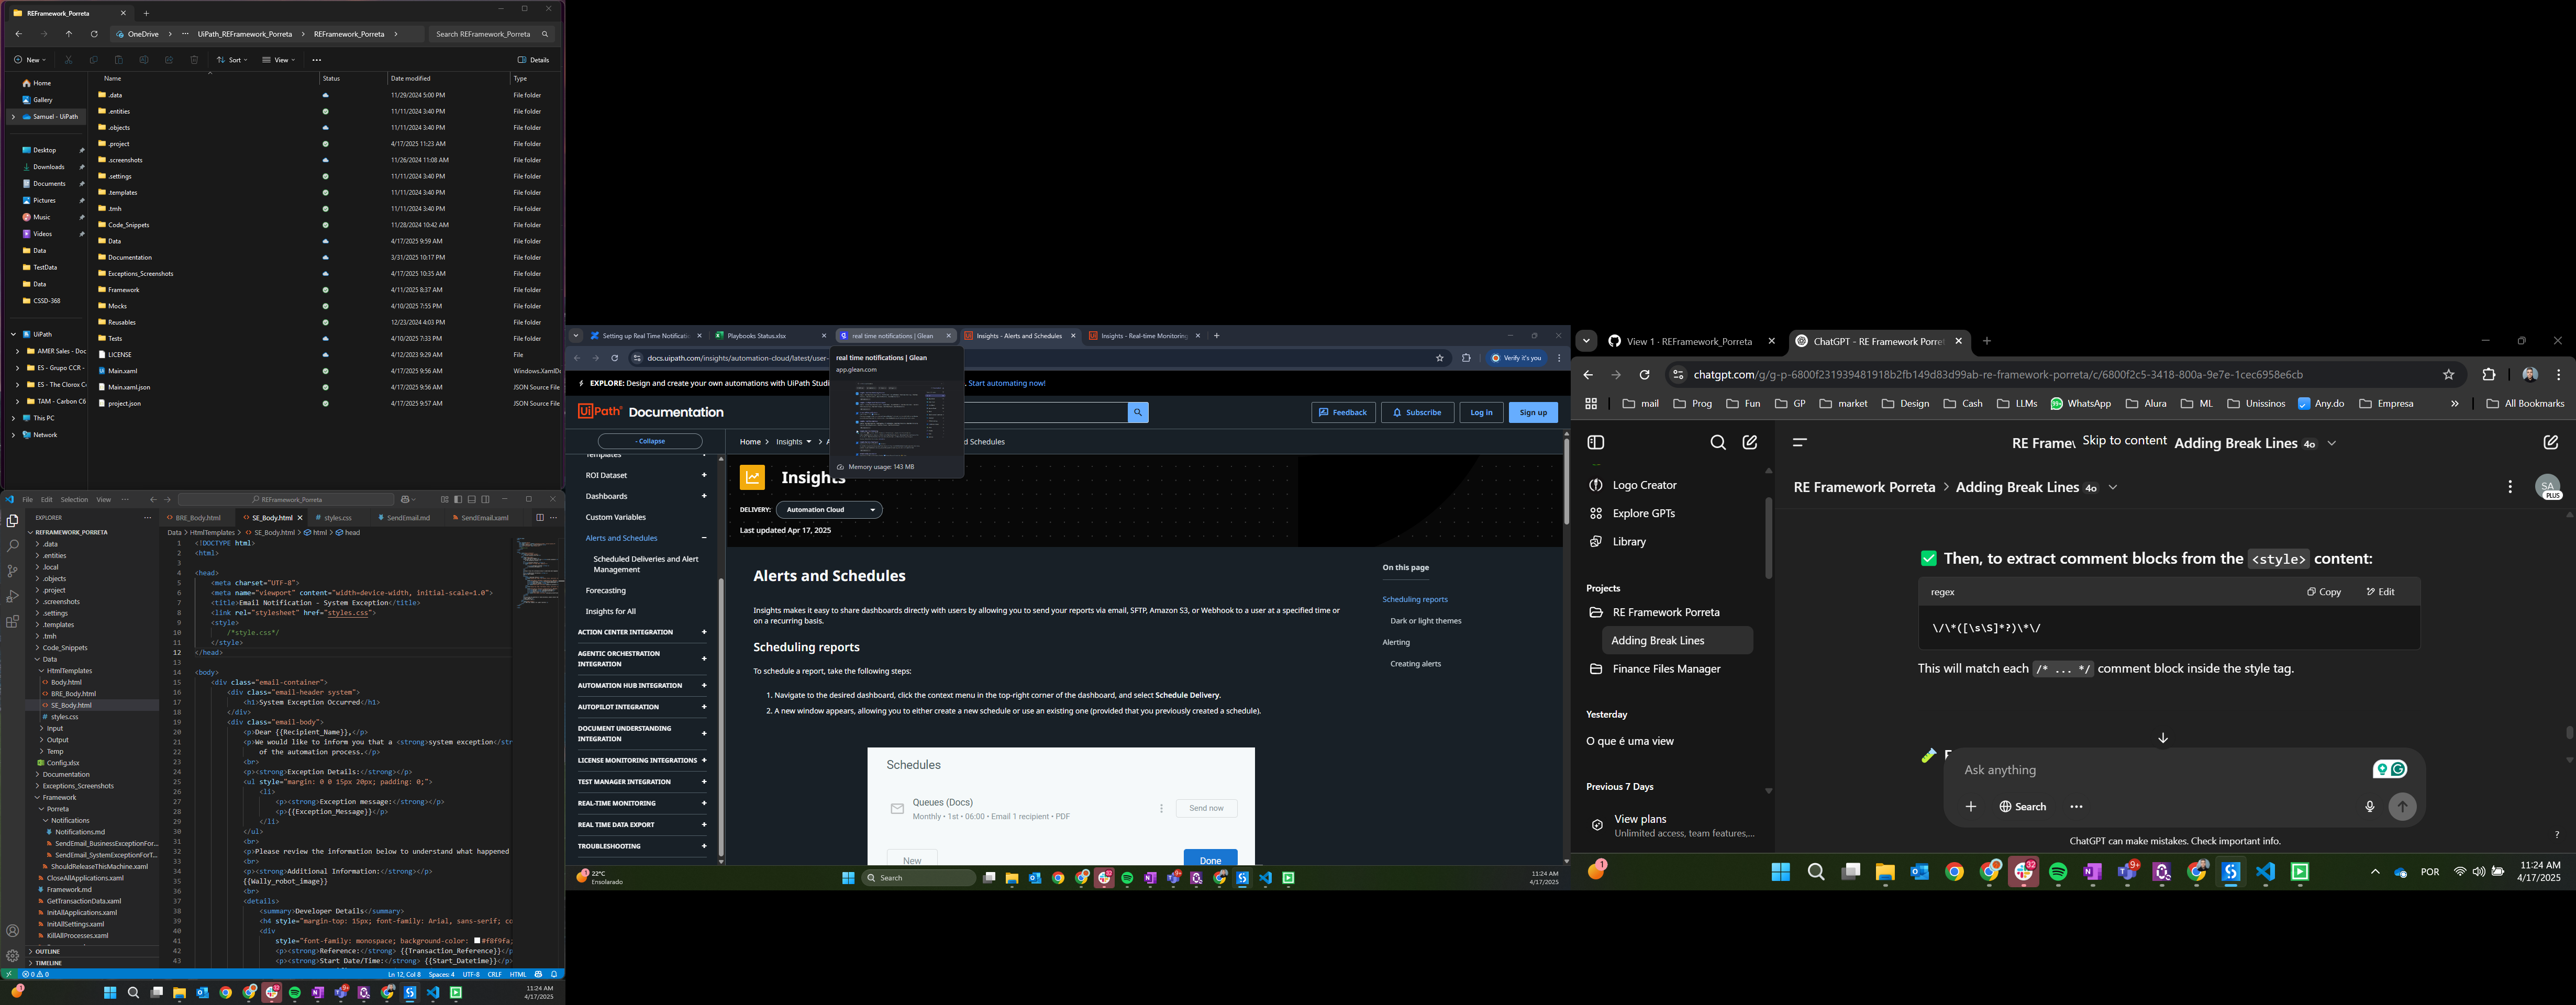 REFramework_Porreta
OneDrive > ··· UiPath_REFramework_Porreta > REFramework_Porreta >
Search REFramework_Porreta
New
Sort
View
Details
Name Status Date modified Type
Home
Gallery
Samuel - UiPath
Desktop
Downloads
Documents
Pictures
Music
Videos
Data
TestData
Data
CSSD-368
UiPath
AMER Sales - Doc
ES - Grupo CCR -
ES - The Clorox C
TAM - Carbon C6
This PC
Network
.data 11/29/2024 5:00 PM File folder
.entities 11/11/2024 3:40 PM File folder
.objects 11/11/2024 3:40 PM File folder
.project 4/17/2025 11:23 AM File folder
.screenshots 11/26/2024 11:08 AM File folder
.settings 11/11/2024 3:40 PM File folder
.templates 11/11/2024 3:40 PM File folder
.tmh 11/11/2024 3:40 PM File folder
Code_Snippets 11/28/2024 10:42 AM File folder
Data 4/17/2025 9:59 AM File folder
Documentation 3/31/2025 10:17 PM File folder
Exceptions_Screenshots 4/17/2025 10:35 AM File folder
Framework 4/11/2025 8:37 AM File folder
Mocks 4/10/2025 7:55 PM File folder
Reusables 12/23/2024 4:03 PM File folder
Tests 4/10/2025 7:33 PM File folder
LICENSE 4/12/2023 9:29 AM File
Main.xaml 4/17/2025 9:56 AM Windows.XamlDo
Main.xaml.json 4/17/2025 9:56 AM JSON Source File
project.json 4/17/2025 9:57 AM JSON Source File
File Edit Selection View ···
REFramework_Porreta
EXPLORER
REFRAMEWORK_PORRETA
.data
.entities
.local
.objects
.project
.screenshots
.settings
.templates
.tmh
Code_Snippets
Data
HtmlTemplates
Body.html
BRE_Body.html
SE_Body.html
styles.css
Input
Output
Temp
Config.xlsx
Documentation
Exceptions_Screenshots
Framework
Porreta
Notifications
Notifications.md
SendEmail_BusinessExceptionFor...
SendEmail_SystemExceptionForT...
ShouldReleaseThisMachine.xaml
CloseAllApplications.xaml
Framework.md
GetTransactionData.xaml
InitAllApplications.xaml
InitAllSettings.xaml
KillAllProcesses.xaml
OUTLINE
TIMELINE
BRE_Body.html SE_Body.html styles.css SendEmail.md SendEmail.xaml
Data > HtmlTemplates > SE_Body.html > html > head
1 <!DOCTYPE html>
2 <html>
3
4 <head>
5 <meta charset="UTF-8">
6 <meta name="viewport" content="width=device-width, initial-scale=1.0">
7 <title>Email Notification - System Exception</title>
8 <link rel="stylesheet" href="styles.css">
9 <style>
10 /*style.css*/
11 </style>
12 </head>
13
14 <body>
15 <div class="email-container">
16 <div class="email-header system">
17 <h1>System Exception Occurred</h1>
18 </div>
19 <div class="email-body">
20 <p>Dear {{Recipient_Name}},</p>
21 <p>We would like to inform you that a <strong>system exception</str
22 of the automation process.</p>
23 <br>
24 <p><strong>Exception Details:</strong></p>
25 <ul style="margin: 0 0 15px 20px; padding: 0;">
26 <li>
27 <p><strong>Exception message:</strong></p>
28 <p>{{Exception_Message}}</p>
29 </li>
30 </ul>
31 <br>
32 <p>Please review the information below to understand what happened
33 <br>
34 <p><strong>Additional Information:</strong></p>
35 {{Wally_robot_image}}
36 <br>
37 <details>
38 <summary>Developer Details</summary>
39 <h4 style="margin-top: 15px; font-family: Arial, sans-serif; co
40 <div
41 style="font-family: monospace; background-color: #f8f9fa;
42 <p><strong>Reference:</strong> {{Transaction_Reference}}</p
43 <p><strong>Start Date/Time:</strong> {{Start_Datetime}}</p>
0 0
Ln 12, Col 8 Spaces: 4 UTF-8 CRLF HTML
11:24 AM
4/17/2025
Setting up Real Time Notificati
Playbooks Status.xlsx
real time notifications | Glean
Insights - Alerts and Schedules
Insights - Real-time Monitoring
docs.uipath.com/insights/automation-cloud/latest/user-
Verify it's you
real time notifications | Glean
app.glean.com
Memory usage: 143 MB
EXPLORE: Design and create your own automations with UiPath Studi
Start automating now!
UiPath Documentation
Feedback
Subscribe
Log in
Sign up
- Collapse
Home > Insights
d Schedules
Templates
ROI Dataset
Dashboards
Custom Variables
Alerts and Schedules
Scheduled Deliveries and Alert
Management
Forecasting
Insights for All
ACTION CENTER INTEGRATION
AGENTIC ORCHESTRATION
INTEGRATION
AUTOMATION HUB INTEGRATION
AUTOPILOT INTEGRATION
DOCUMENT UNDERSTANDING
INTEGRATION
LICENSE MONITORING INTEGRATIONS
TEST MANAGER INTEGRATION
REAL-TIME MONITORING
REAL TIME DATA EXPORT
TROUBLESHOOTING
Insights
DELIVERY: Automation Cloud
Last updated Apr 17, 2025
Alerts and Schedules
Insights makes it easy to share dashboards directly with users by allowing you to send your reports via email, SFTP, Amazon S3, or Webhook to a user at a specified time or
on a recurring basis.
Scheduling reports
To schedule a report, take the following steps:
1. Navigate to the desired dashboard, click the context menu in the top-right corner of the dashboard, and select Schedule Delivery.
2. A new window appears, allowing you to either create a new schedule or use an existing one (provided that you previously created a schedule).
Schedules
Queues (Docs)
Monthly • 1st • 06:00 • Email 1 recipient • PDF
Send now
New
Done
On this page
Scheduling reports
Dark or light themes
Alerting
Creating alerts
22°C
Ensolarado
Search
11:24 AM
4/17/2025
View 1 · REFramework_Porreta
ChatGPT - RE Framework Porret
chatgpt.com/g/g-p-6800f231939481918b2fb149d83d99ab-re-framework-porreta/c/6800f2c5-3418-800a-9e7e-1cec6958e6cb
mail Prog Fun GP market Design Cash LLMs WhatsApp Alura ML Unissinos Any.do Empresa » All Bookmarks
RE Frame Skip to content Adding Break Lines 4o
RE Framework Porreta > Adding Break Lines 4o
SA
PLUS
Logo Creator
Explore GPTs
Library
Projects
RE Framework Porreta
Adding Break Lines
Finance Files Manager
Yesterday
O que é uma view
Previous 7 Days
View plans
Unlimited access, team features,...
Then, to extract comment blocks from the <style> content:
regex
Copy
Edit
\/\*([\s\S]*?)\*\/
This will match each /* ... */ comment block inside the style tag.
Ask anything
Search
ChatGPT can make mistakes. Check important info.
?
POR
11:24 AM
4/17/2025